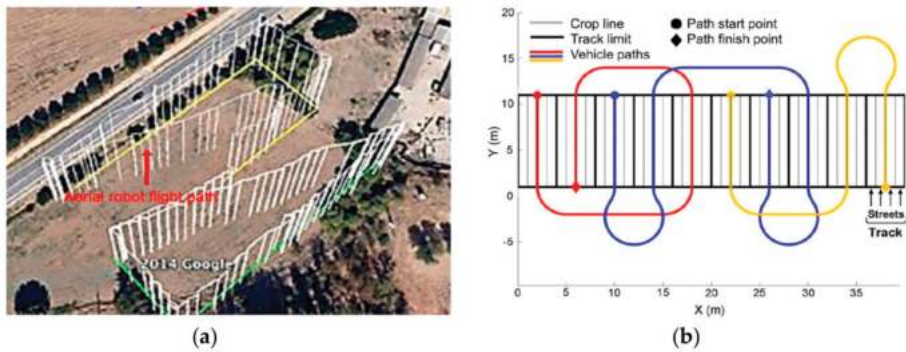 Aerial robot flight path
2014 Google
(a)
Crop line
Track limit
Vehicle paths
Path start point
Path finish point
20
15
10
5
0
-5
-10
Y (m)
0 5 10 15 20 25 30 35
X (m)
Streets
Track
(b)